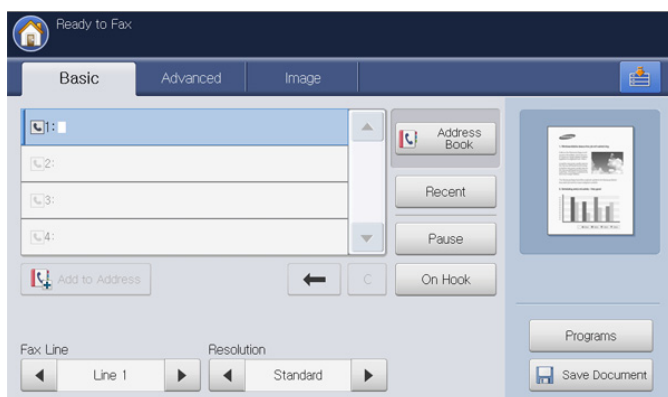 Ready to Fax
Basic
Advanced
Image
1:
Address
Book
2:
Recent
3:
4:
Pause
Add to Address
C
On Hook
Programs
Fax Line
Resolution
Line 1
Standard
Save Document